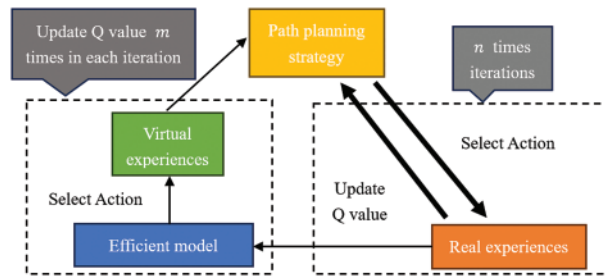 Update Q value m
times in each iteration
Path planning
strategy
n times
iterations
Virtual
experiences
Select Action
Select Action
Update
Q value
Efficient model
Real experiences